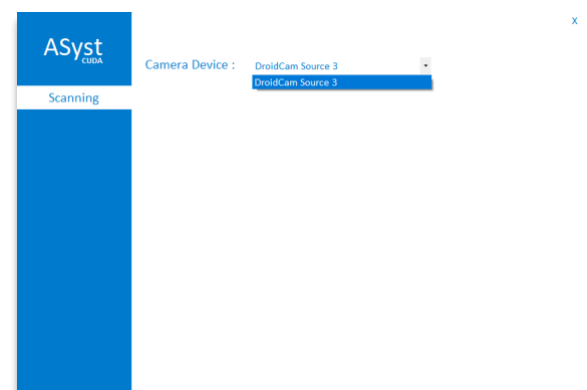 X
ASyst
CUDA
Camera Device : DroidCam Source 3
DroidCam Source 3
Scanning